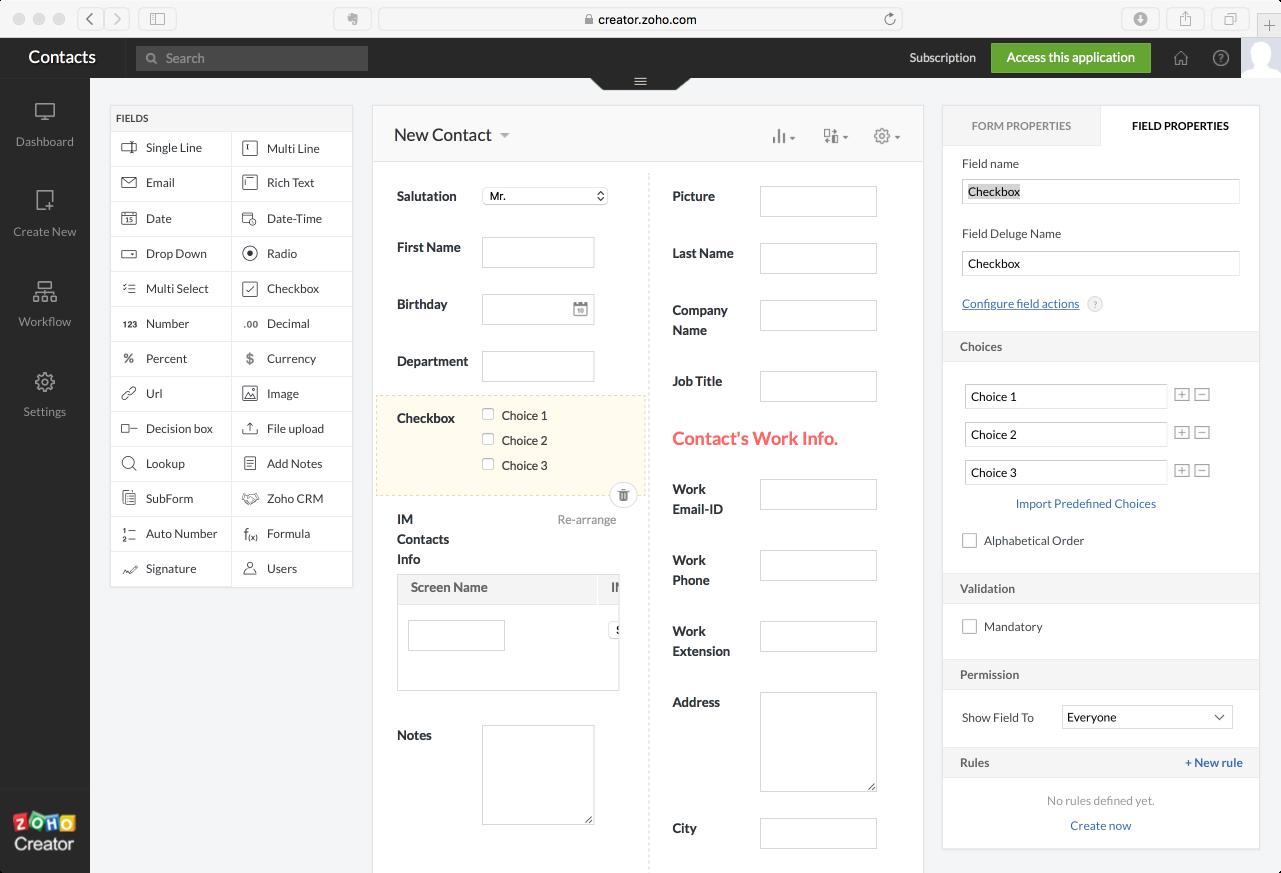 creator.zoho.com
Contacts
Search
Subscription
Access this application
?
Dashboard
Create New
Workflow
Settings
ZOHO
Creator
FIELDS
Single Line
Multi Line
Email
Rich Text
Date
Date-Time
Drop Down
Radio
Multi Select
Checkbox
123 Number
.00 Decimal
% Percent
$ Currency
Url
Image
Decision box
File upload
Lookup
Add Notes
SubForm
Zoho CRM
Auto Number
f(x) Formula
Signature
Users
New Contact
Salutation
Mr.
First Name
Birthday
Department
Checkbox
Choice 1
Choice 2
Choice 3
IM
Contacts
Info
Re-arrange
Screen Name
Notes
Picture
Last Name
Company
Name
Job Title
Contact's Work Info.
Work
Email-ID
Work
Phone
Work
Extension
Address
City
FORM PROPERTIES
FIELD PROPERTIES
Field name
Checkbox
Field Deluge Name
Checkbox
Configure field actions ?
Choices
Choice 1
Choice 2
Choice 3
Import Predefined Choices
Alphabetical Order
Validation
Mandatory
Permission
Show Field To
Everyone
Rules
+ New rule
No rules defined yet.
Create now